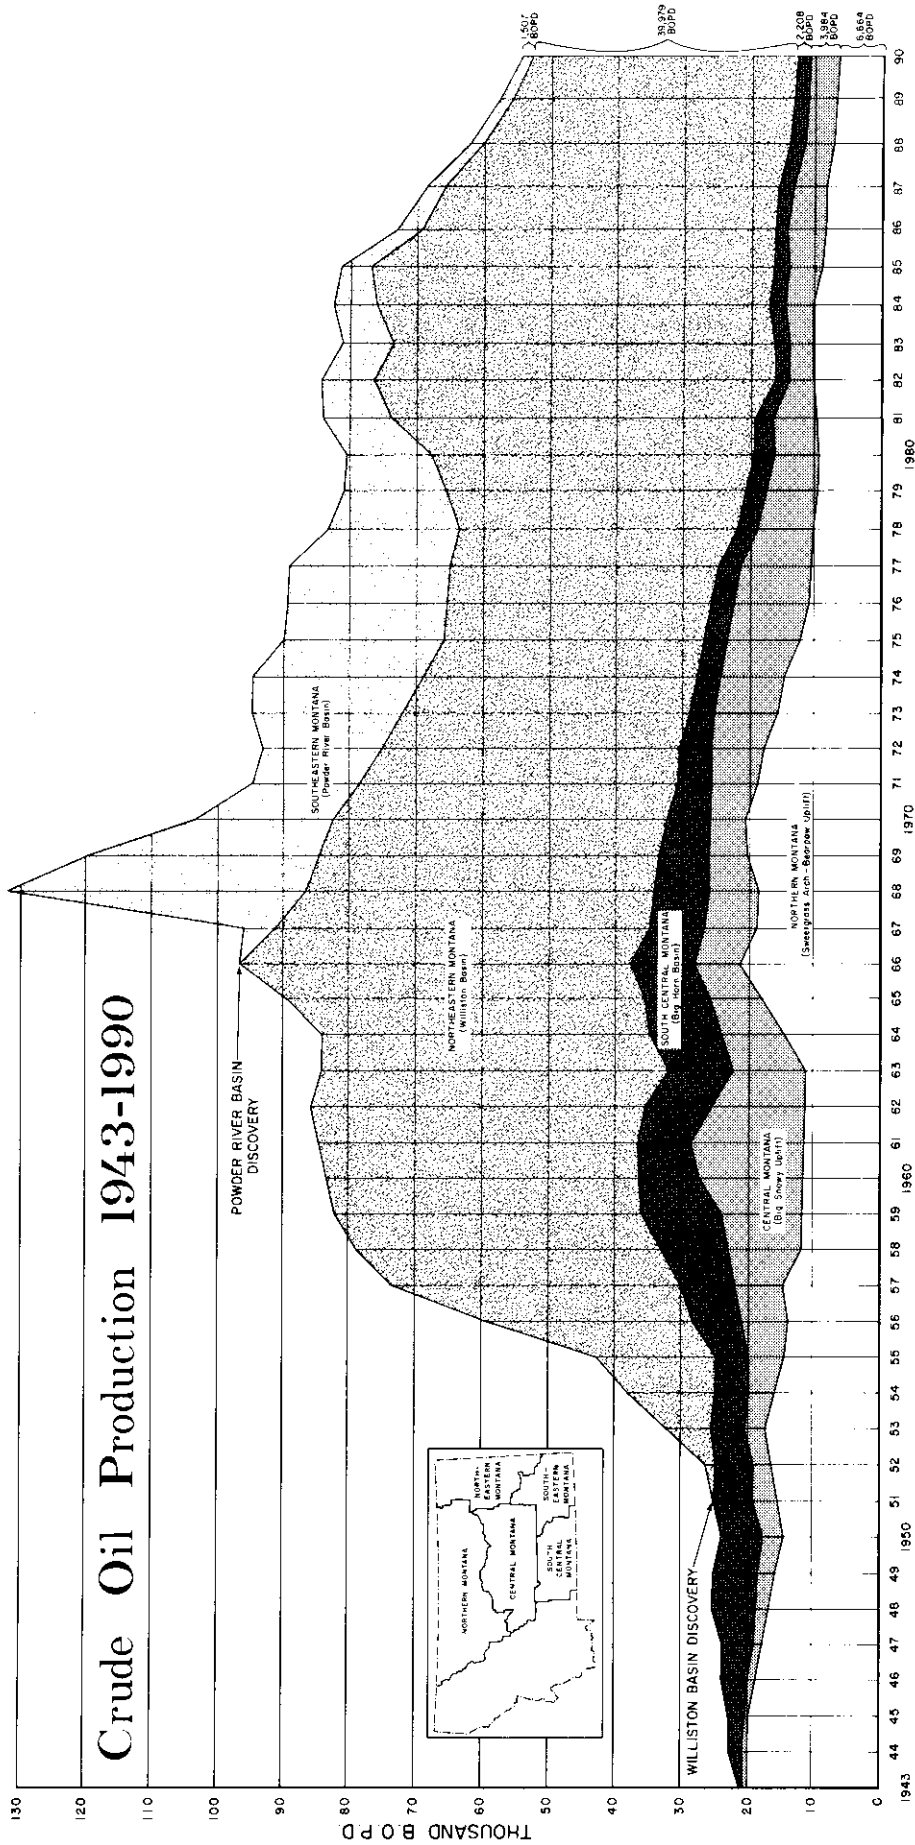 Crude Oil Production 1943-1990
THOUSAND B.O.P.D.
130
120
110
100
90
80
70
60
50
40
30
20
10
0
POWDER RIVER BASIN
DISCOVERY
WILLISTON BASIN DISCOVERY
NORTHERN MONTANA
CENTRAL MONTANA
NORTH-
EASTERN
MONTANA
SOUTH-
EASTERN
MONTANA
SOUTH
CENTRAL
MONTANA
SOUTHEASTERN MONTANA
(Powder River Basin)
NORTHEASTERN MONTANA
(Williston Basin)
SOUTH CENTRAL MONTANA
(Big Horn Basin)
CENTRAL MONTANA
(Big Snowy Uplift)
NORTHERN MONTANA
(Sweetgrass Arch-Bearpaw Uplift)
1,507
BOPD
39,979
BOPD
2,208
BOPD
3,984
BOPD
6,664
BOPD
1943 44 45 46 47 48 49 1950 51 52 53 54 55 56 57 58 59 1960 61 62 63 64 65 66 67 68 69 1970 71 72 73 74 75 76 77 78 79 1980 81 82 83 84 85 86 87 88 89 90